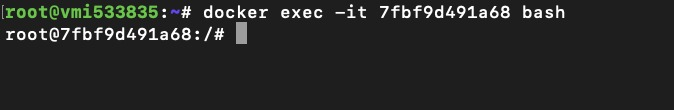 [root@vmi533835:~# docker exec -it 7fbf9d491a68 bash
root@7fbf9d491a68:/#